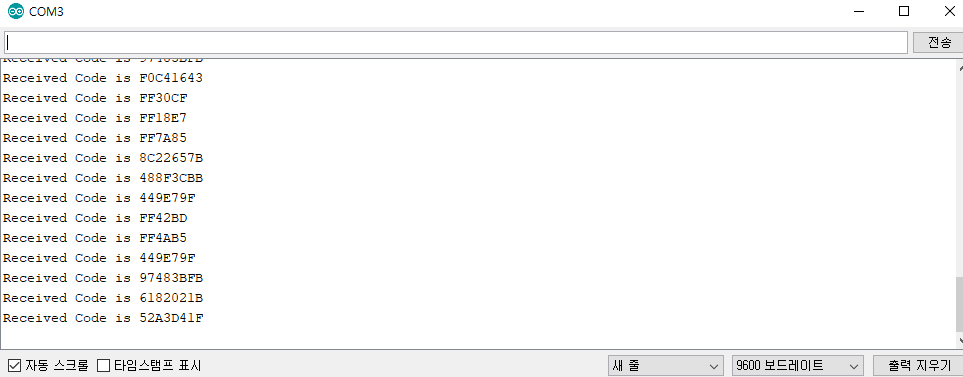 COM3
전송
Received Code is 97483BFB
Received Code is F0C41643
Received Code is FF30CF
Received Code is FF18E7
Received Code is FF7A85
Received Code is 8C22657B
Received Code is 488F3CBB
Received Code is 449E79F
Received Code is FF42BD
Received Code is FF4AB5
Received Code is 449E79F
Received Code is 97483BFB
Received Code is 6182021B
Received Code is 52A3D41F
자동 스크롤 타임스탬프 표시 새 줄 9600 보드레이트 출력 지우기